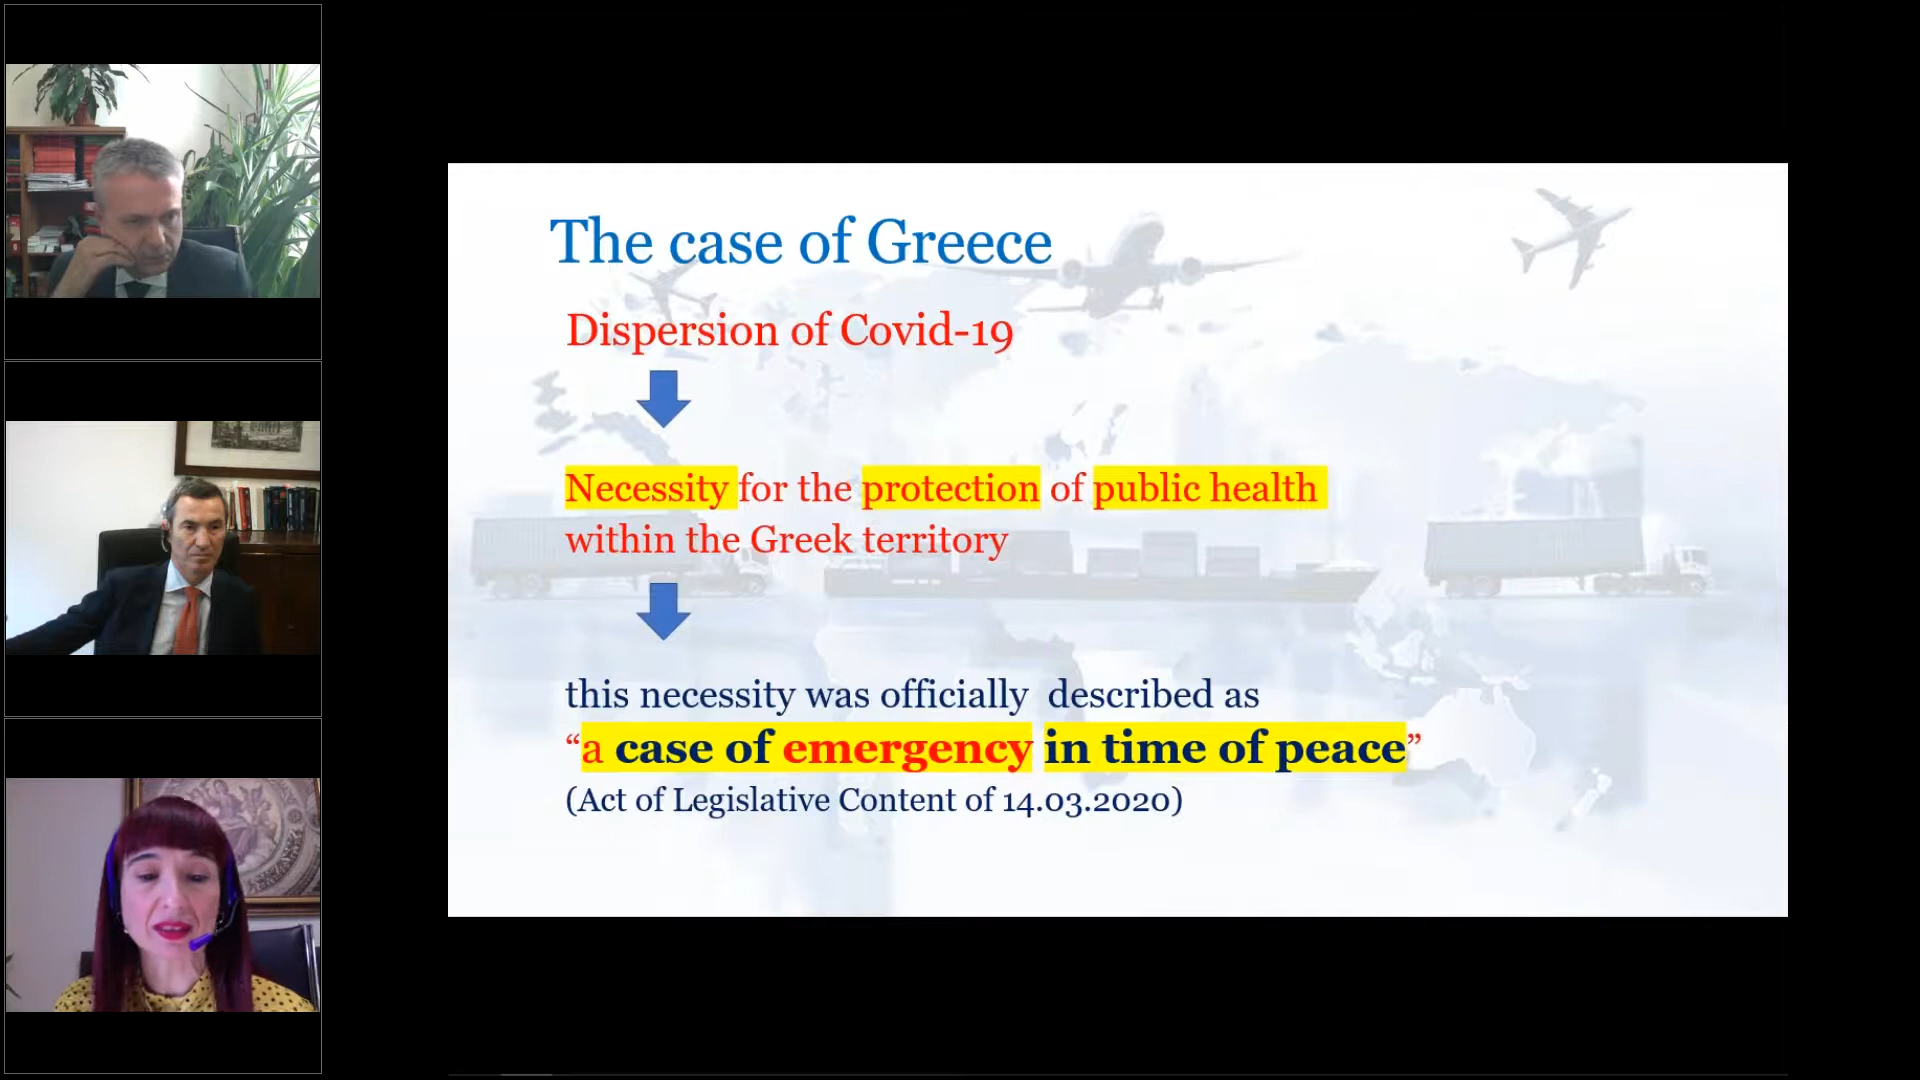 The case of Greece
Dispersion of Covid-19
Necessity for the protection of public health
within the Greek territory
this necessity was officially  described as
“a case of emergency in time of peace”
(Act of Legislative Content of 14.03.2020)